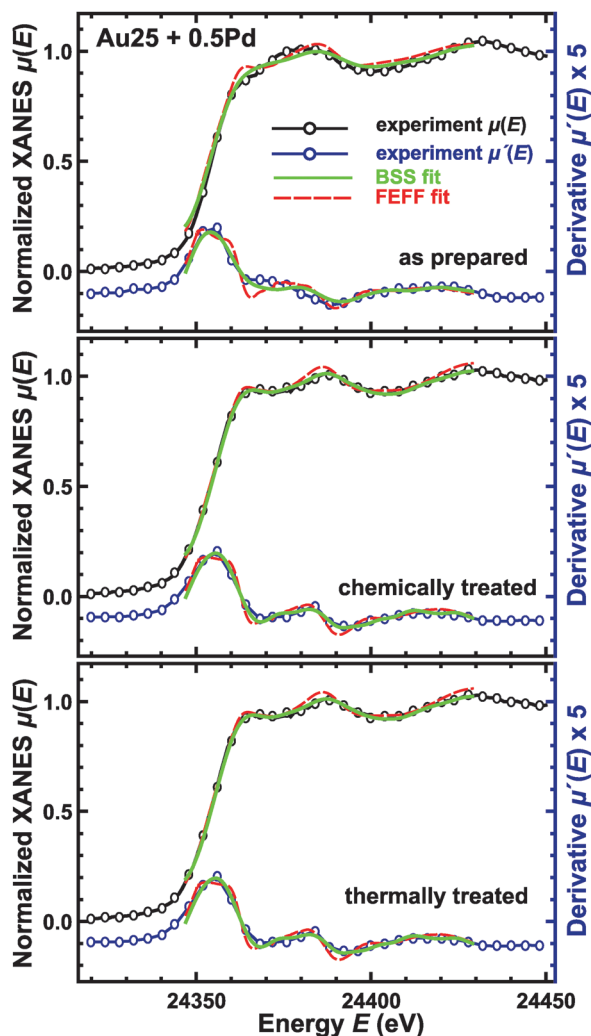 Au25 + 0.5Pd
Normalized XANES μ(E)
1.0
0.5
0.0
experiment μ(E)
experiment μ´(E)
BSS fit
FEFF fit
as prepared
Derivative μ´(E) x 5
Normalized XANES μ(E)
1.0
0.5
0.0
chemically treated
Derivative μ´(E) x 5
Normalized XANES μ(E)
1.0
0.5
0.0
thermally treated
Derivative μ´(E) x 5
24350
24400
24450
Energy E (eV)